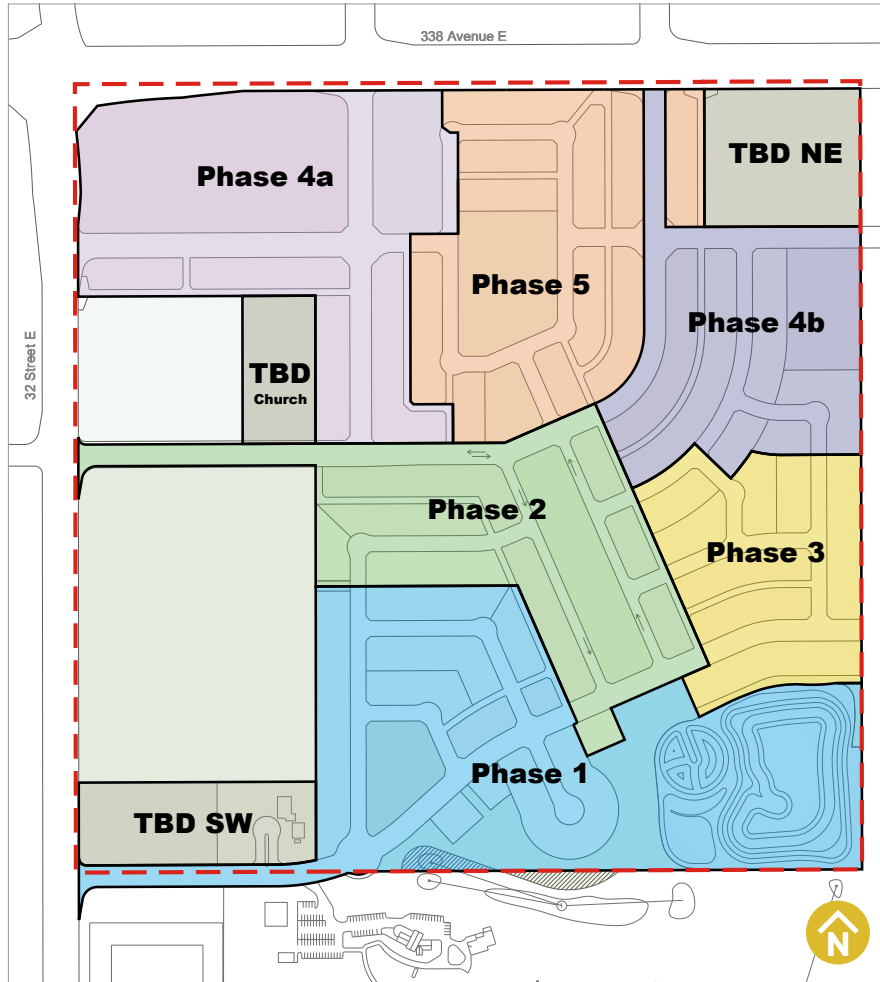 338 Avenue E
TBD NE
Phase 4a
Phase 5
Phase 4b
32 Street E
TBD
Church
Phase 2
Phase 3
Phase 1
TBD SW
N